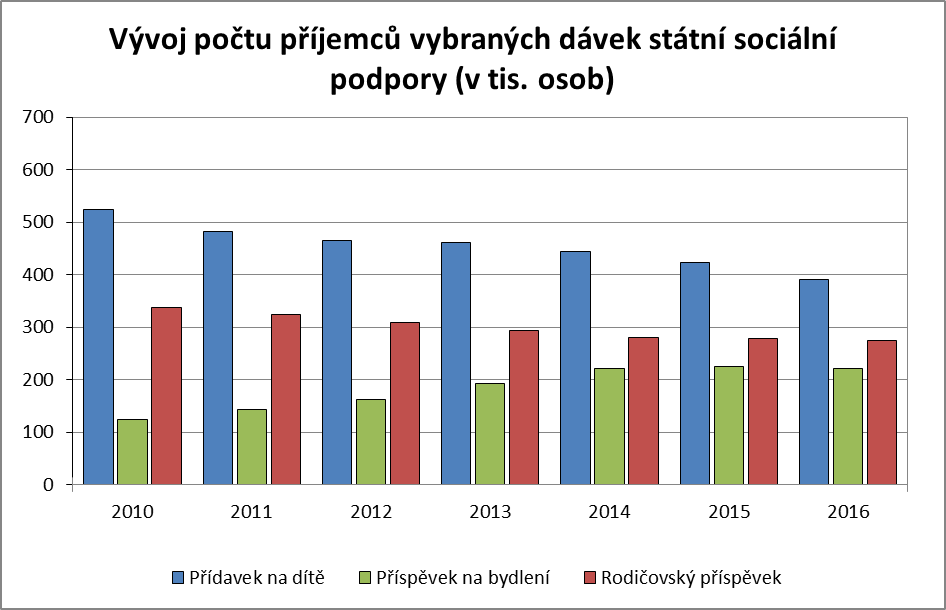 Vývoj počtu příjemců vybraných dávek státní sociální
podpory (v tis. osob)
700
600
500
400
300
200
100
0
2010 2011 2012 2013 2014 2015 2016
Přídavek na dítě Příspěvek na bydlení Rodičovský příspěvek